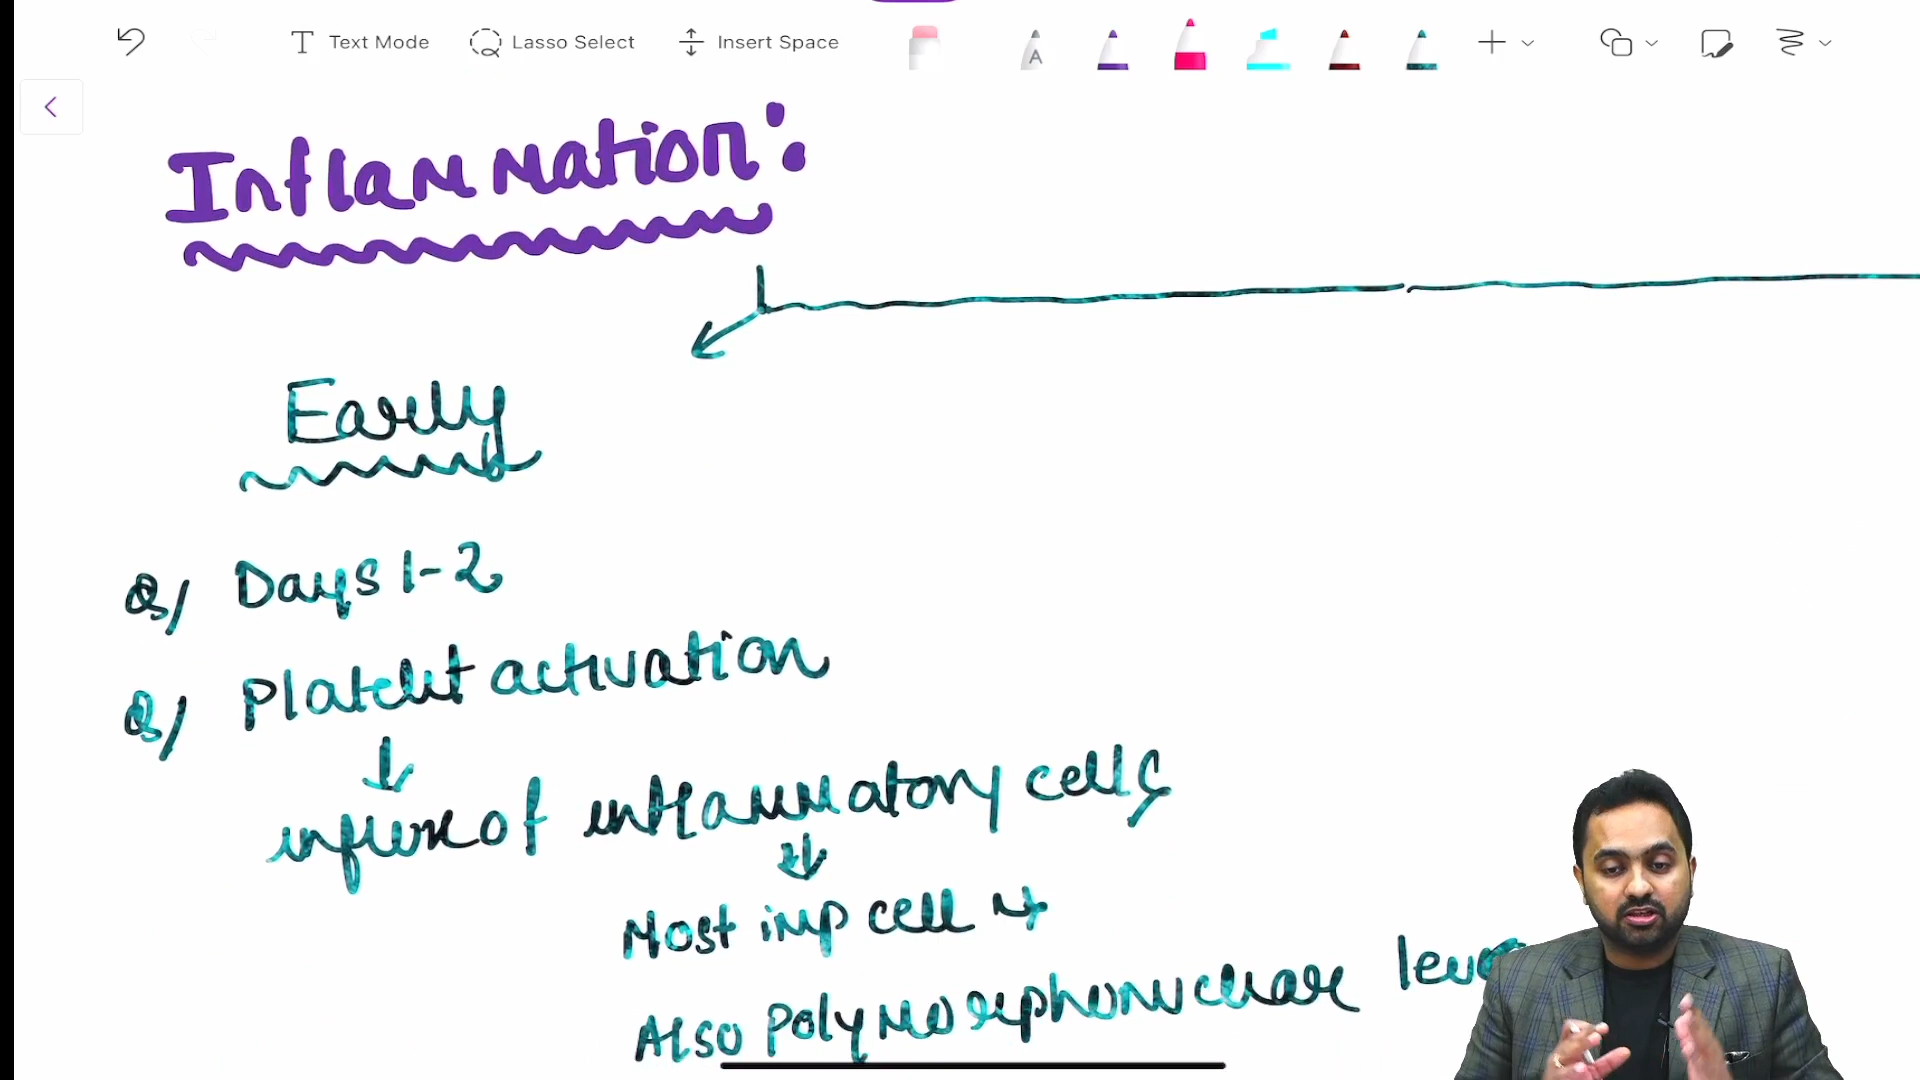 Text Mode Lasso Select Insert Space A
Inflammation:
Early
Q/ Days 1-2
Q/ Platelet activation
influx of inflammatory cells
Most imp cell
Also Polymorphonuclear